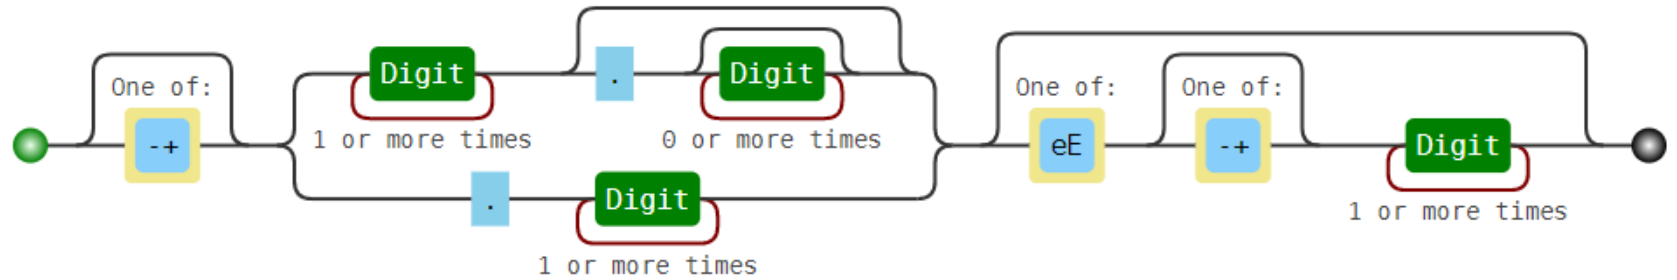 One of:
-+
Digit
1 or more times
.
Digit
0 or more times
.
Digit
1 or more times
One of:
eE
One of:
-+
Digit
1 or more times